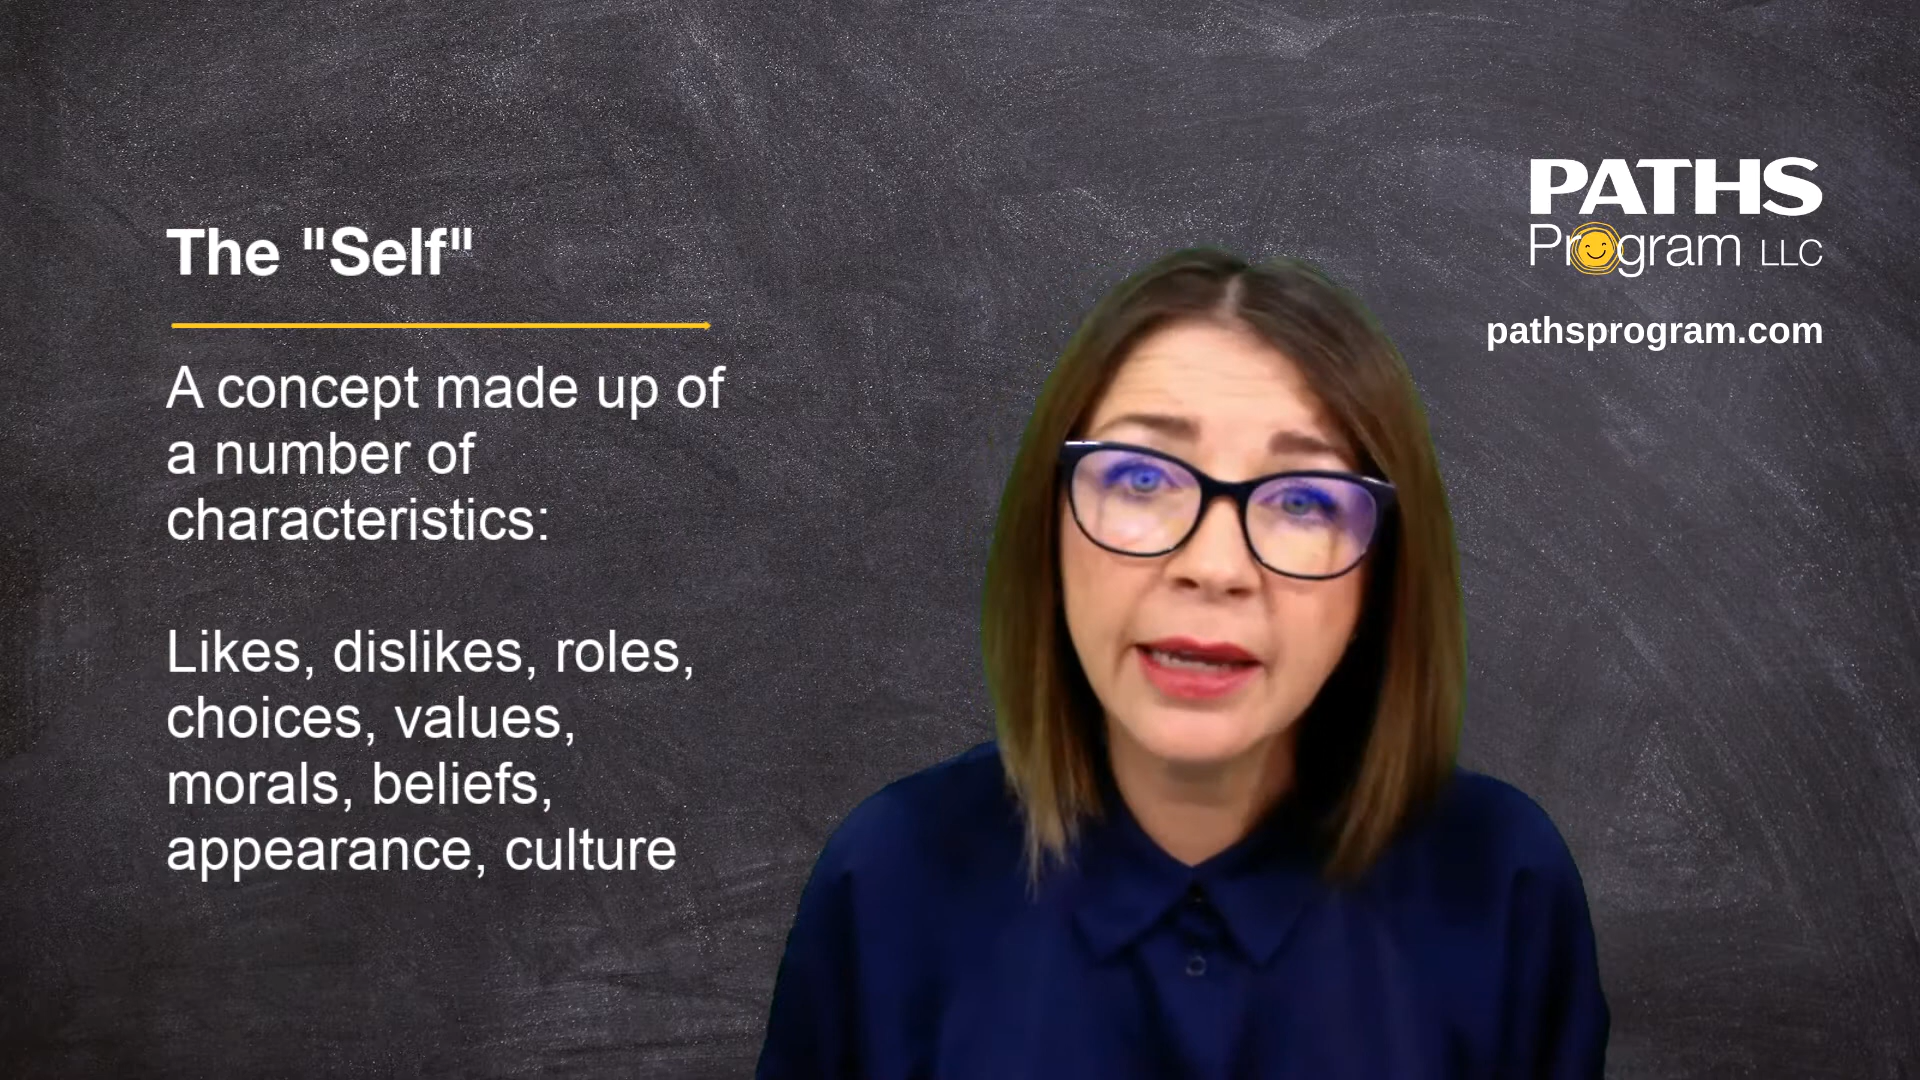 The "Self"
A concept made up of
a number of
characteristics:
Likes, dislikes, roles,
choices, values,
morals, beliefs,
appearance, culture
PATHS
Program LLC
pathsprogram.com